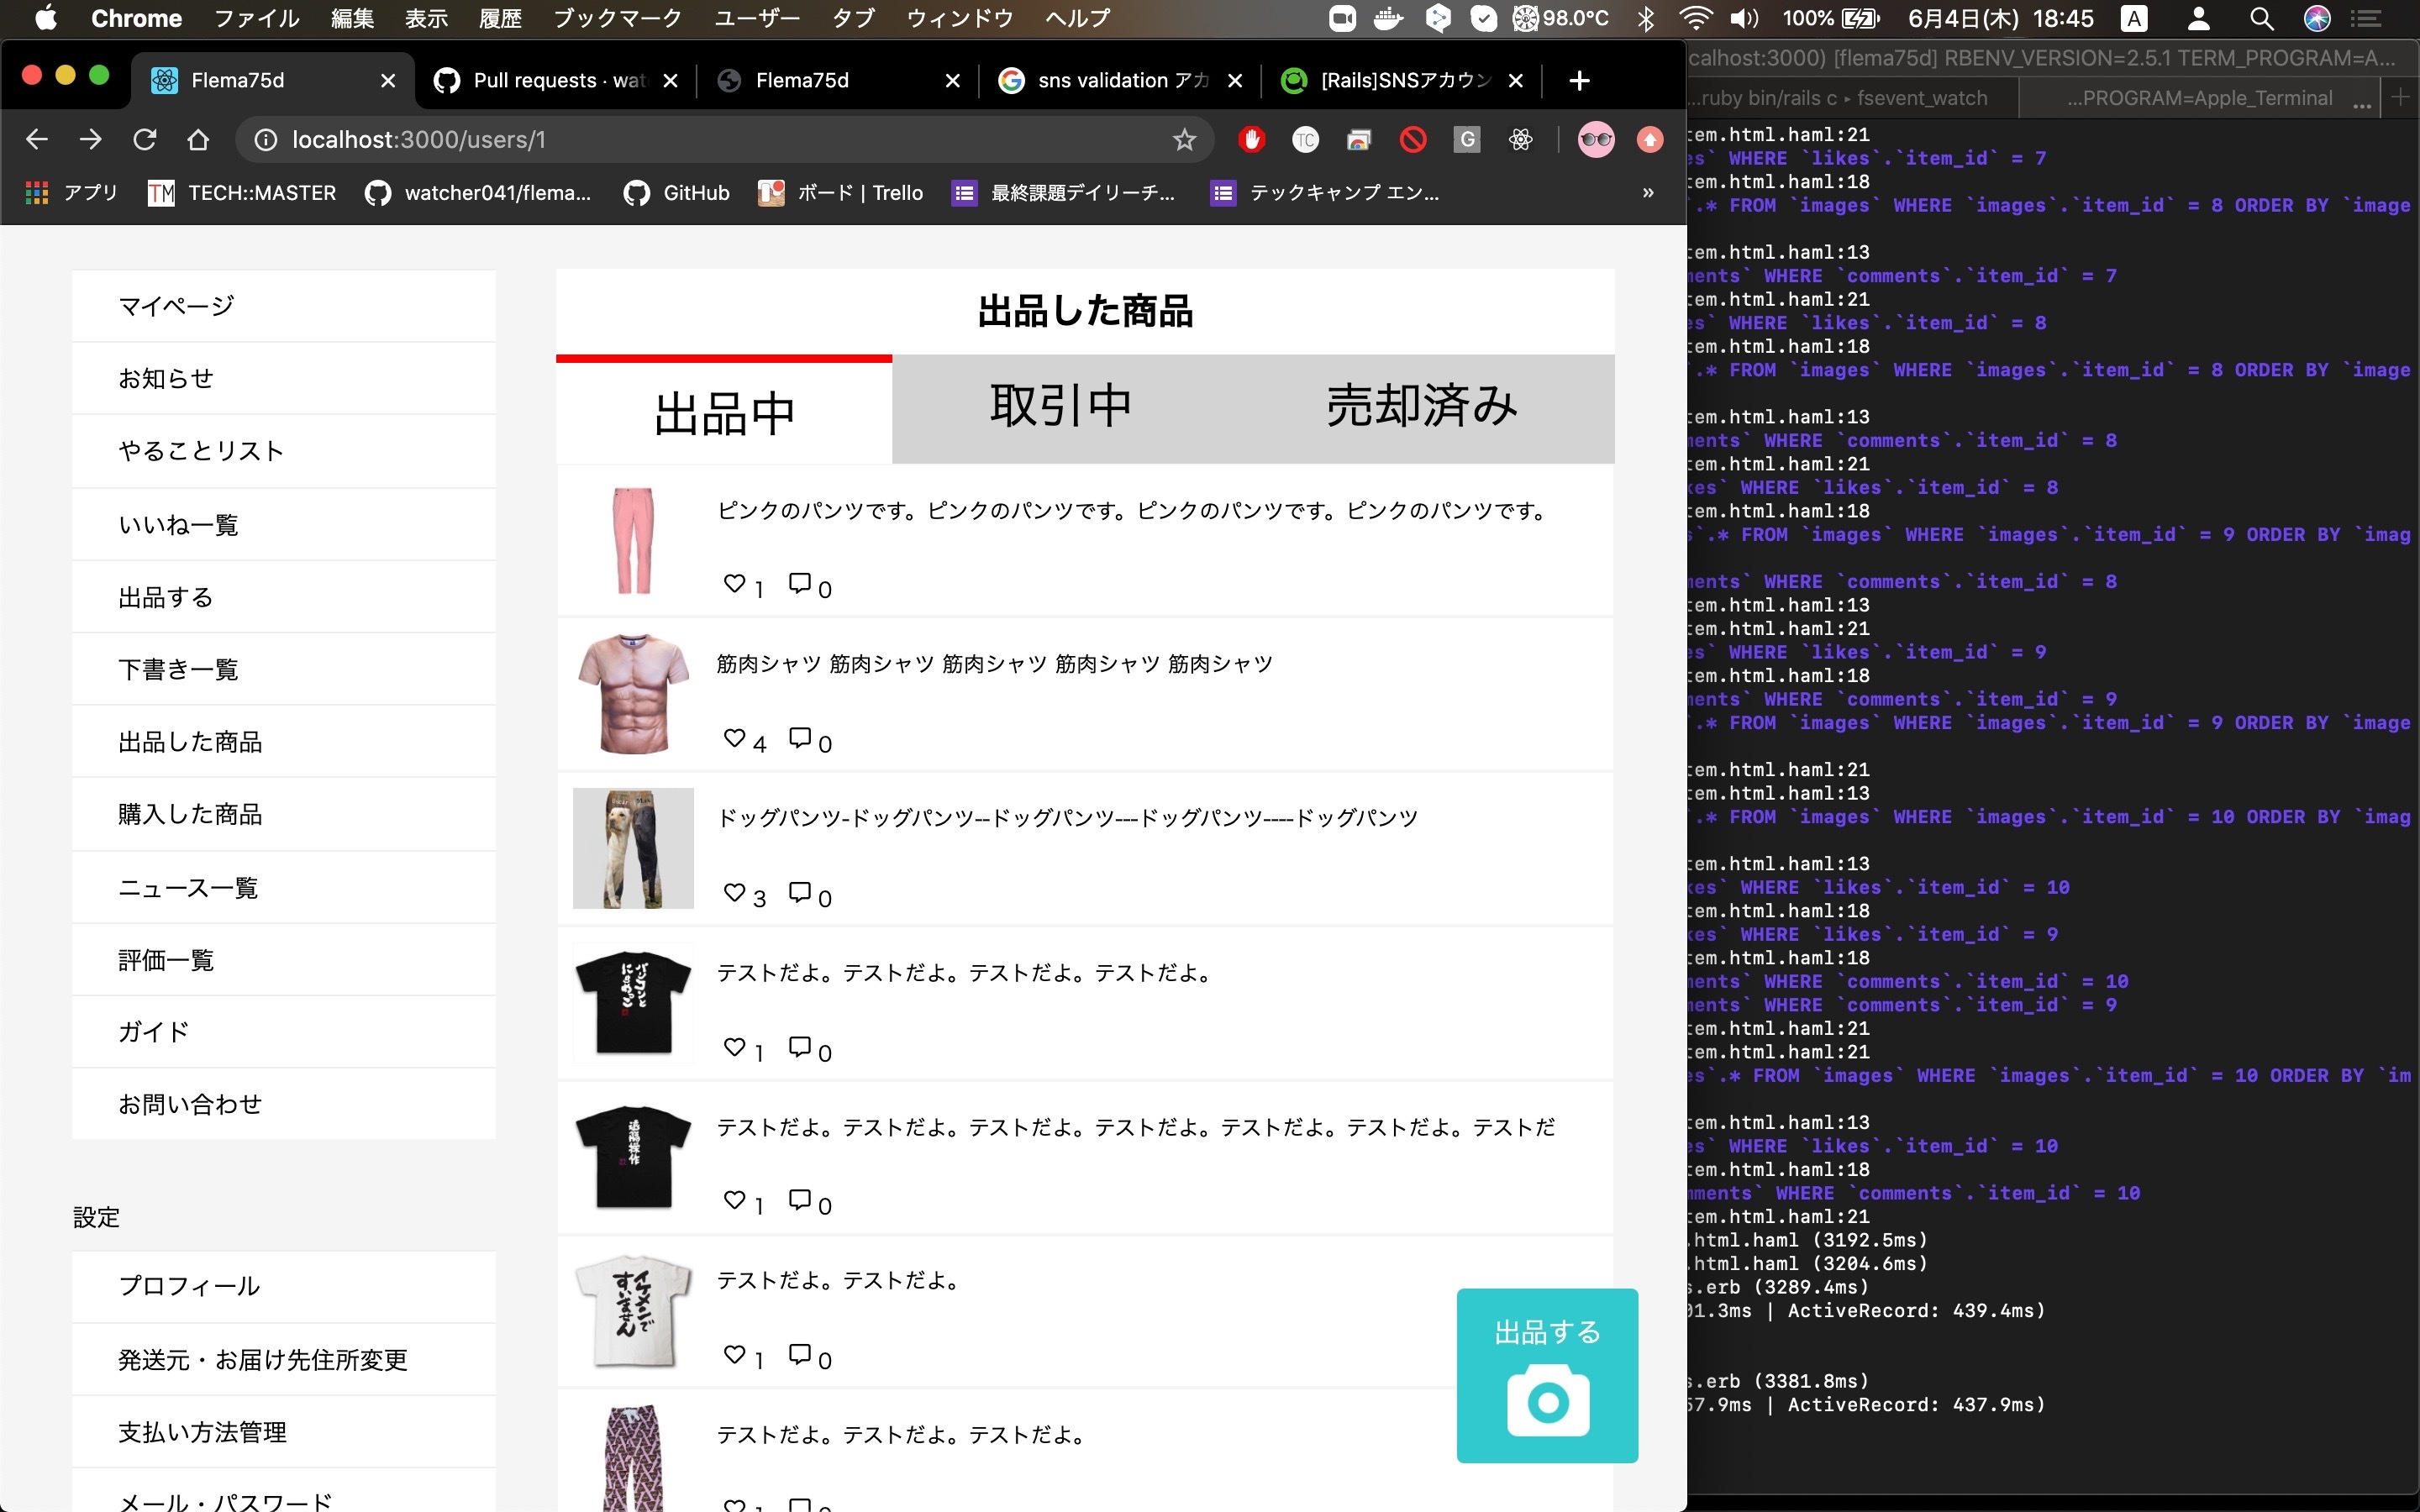 Chrome ファイル 編集 表示 履歴 ブックマーク ユーザー タブ ウィンドウ ヘルプ 98.0°C 100% 6月4日(木) 18:45 A
Flema75d
Pull requests · wat
Flema75d
sns validation アカ
[Rails]SNSアカウン
localhost:3000/users/1
TC
G
アプリ
TM TECH::MASTER
watcher041/flema...
GitHub
ボード | Trello
最終課題デイリーチ...
テックキャンプ エン...
»
マイページ
お知らせ
やることリスト
いいね一覧
出品する
下書き一覧
出品した商品
購入した商品
ニュース一覧
評価一覧
ガイド
お問い合わせ
設定
プロフィール
発送元・お届け先住所変更
支払い方法管理
メール・パスワード
出品した商品
出品中 取引中 売却済み
ピンクのパンツです。ピンクのパンツです。ピンクのパンツです。ピンクのパンツです。
1 0
筋肉シャツ 筋肉シャツ 筋肉シャツ 筋肉シャツ 筋肉シャツ
4 0
ドッグパンツ-ドッグパンツ--ドッグパンツ---ドッグパンツ----ドッグパンツ
3 0
テストだよ。テストだよ。テストだよ。テストだよ。
1 0
遠隔操作
テストだよ。テストだよ。テストだよ。テストだよ。テストだよ。テストだよ。テストだ
1 0
イケメンで
すいません
テストだよ。テストだよ。
1 0
テストだよ。テストだよ。テストだよ。
出品する
calhost:3000) [flema75d] RBENV_VERSION=2.5.1 TERM_PROGRAM=A...
...ruby bin/rails c ▸ fsevent_watch
...PROGRAM=Apple_Terminal ...
tem.html.haml:21
es` WHERE `likes`.`item_id` = 7
tem.html.haml:18
`.* FROM `images` WHERE `images`.`item_id` = 8 ORDER BY `image
tem.html.haml:13
ments` WHERE `comments`.`item_id` = 7
tem.html.haml:21
es` WHERE `likes`.`item_id` = 8
tem.html.haml:18
`.* FROM `images` WHERE `images`.`item_id` = 8 ORDER BY `image
tem.html.haml:13
ments` WHERE `comments`.`item_id` = 8
tem.html.haml:21
kes` WHERE `likes`.`item_id` = 8
tem.html.haml:18
s`.* FROM `images` WHERE `images`.`item_id` = 9 ORDER BY `imag
ments` WHERE `comments`.`item_id` = 8
tem.html.haml:13
tem.html.haml:21
es` WHERE `likes`.`item_id` = 9
tem.html.haml:18
ments` WHERE `comments`.`item_id` = 9
`.* FROM `images` WHERE `images`.`item_id` = 9 ORDER BY `image
tem.html.haml:21
tem.html.haml:13
`.* FROM `images` WHERE `images`.`item_id` = 10 ORDER BY `imag
tem.html.haml:13
kes` WHERE `likes`.`item_id` = 10
tem.html.haml:18
kes` WHERE `likes`.`item_id` = 9
tem.html.haml:18
ments` WHERE `comments`.`item_id` = 10
ments` WHERE `comments`.`item_id` = 9
tem.html.haml:21
tem.html.haml:21
es`.* FROM `images` WHERE `images`.`item_id` = 10 ORDER BY `im
tem.html.haml:13
es` WHERE `likes`.`item_id` = 10
tem.html.haml:18
mments` WHERE `comments`.`item_id` = 10
tem.html.haml:21
.html.haml (3192.5ms)
.html.haml (3204.6ms)
s.erb (3289.4ms)
01.3ms | ActiveRecord: 439.4ms)
s.erb (3381.8ms)
57.9ms | ActiveRecord: 437.9ms)